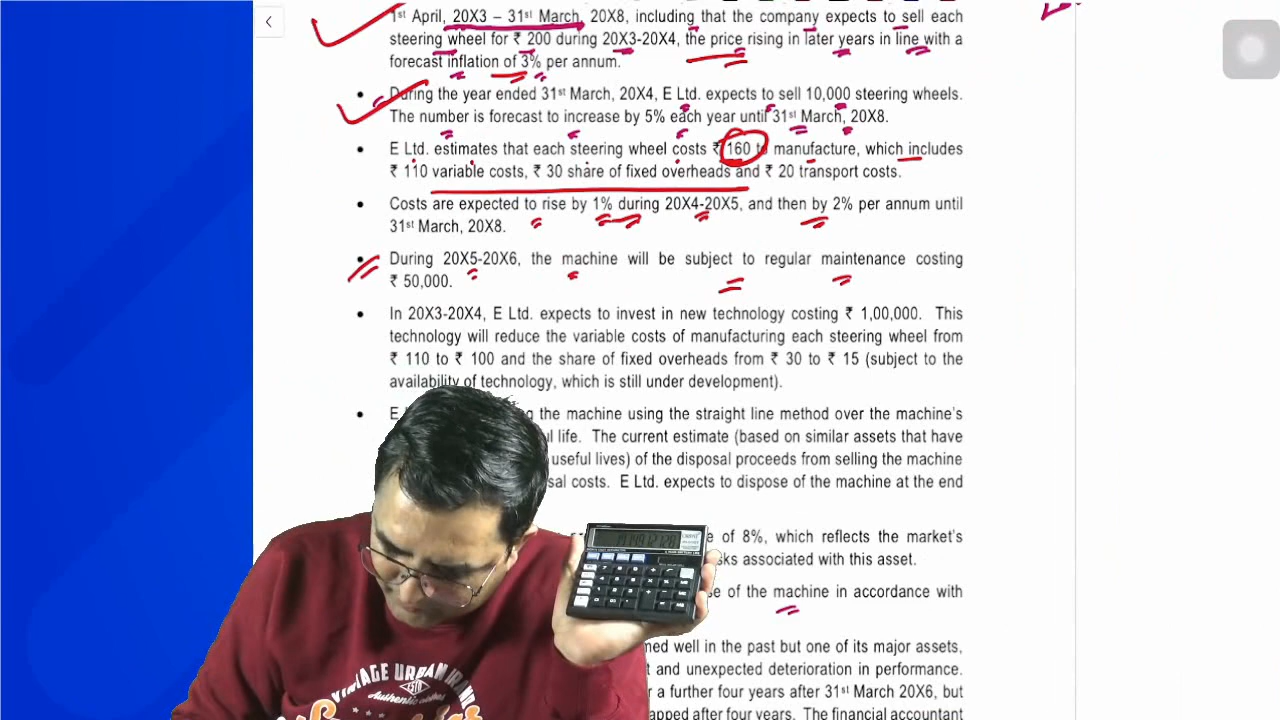 1st April, 20X3 – 31st March, 20X8, including that the company expects to sell each
steering wheel for ₹ 200 during 20X3-20X4, the price rising in later years in line with a
forecast inflation of 3% per annum.
• During the year ended 31st March, 20X4, E Ltd. expects to sell 10,000 steering wheels.
The number is forecast to increase by 5% each year until 31st March, 20X8.
• E Ltd. estimates that each steering wheel costs ₹ 160 to manufacture, which includes
₹ 110 variable costs, ₹ 30 share of fixed overheads and ₹ 20 transport costs.
• Costs are expected to rise by 1% during 20X4-20X5, and then by 2% per annum until
31st March, 20X8.
• During 20X5-20X6, the machine will be subject to regular maintenance costing
₹ 50,000.
• In 20X3-20X4, E Ltd. expects to invest in new technology costing ₹ 1,00,000. This
technology will reduce the variable costs of manufacturing each steering wheel from
₹ 110 to ₹ 100 and the share of fixed overheads from ₹ 30 to ₹ 15 (subject to the
availability of technology, which is still under development).
• E the machine using the straight line method over the machine's
life. The current estimate (based on similar assets that have
useful lives) of the disposal proceeds from selling the machine
costs. E Ltd. expects to dispose of the machine at the end
of 8%, which reflects the market's
associated with this asset.
of the machine in accordance with
well in the past but one of its major assets,
and unexpected deterioration in performance.
a further four years after 31st March 20X6, but
after four years. The financial accountant
VINTAGE URBAN
Authentic